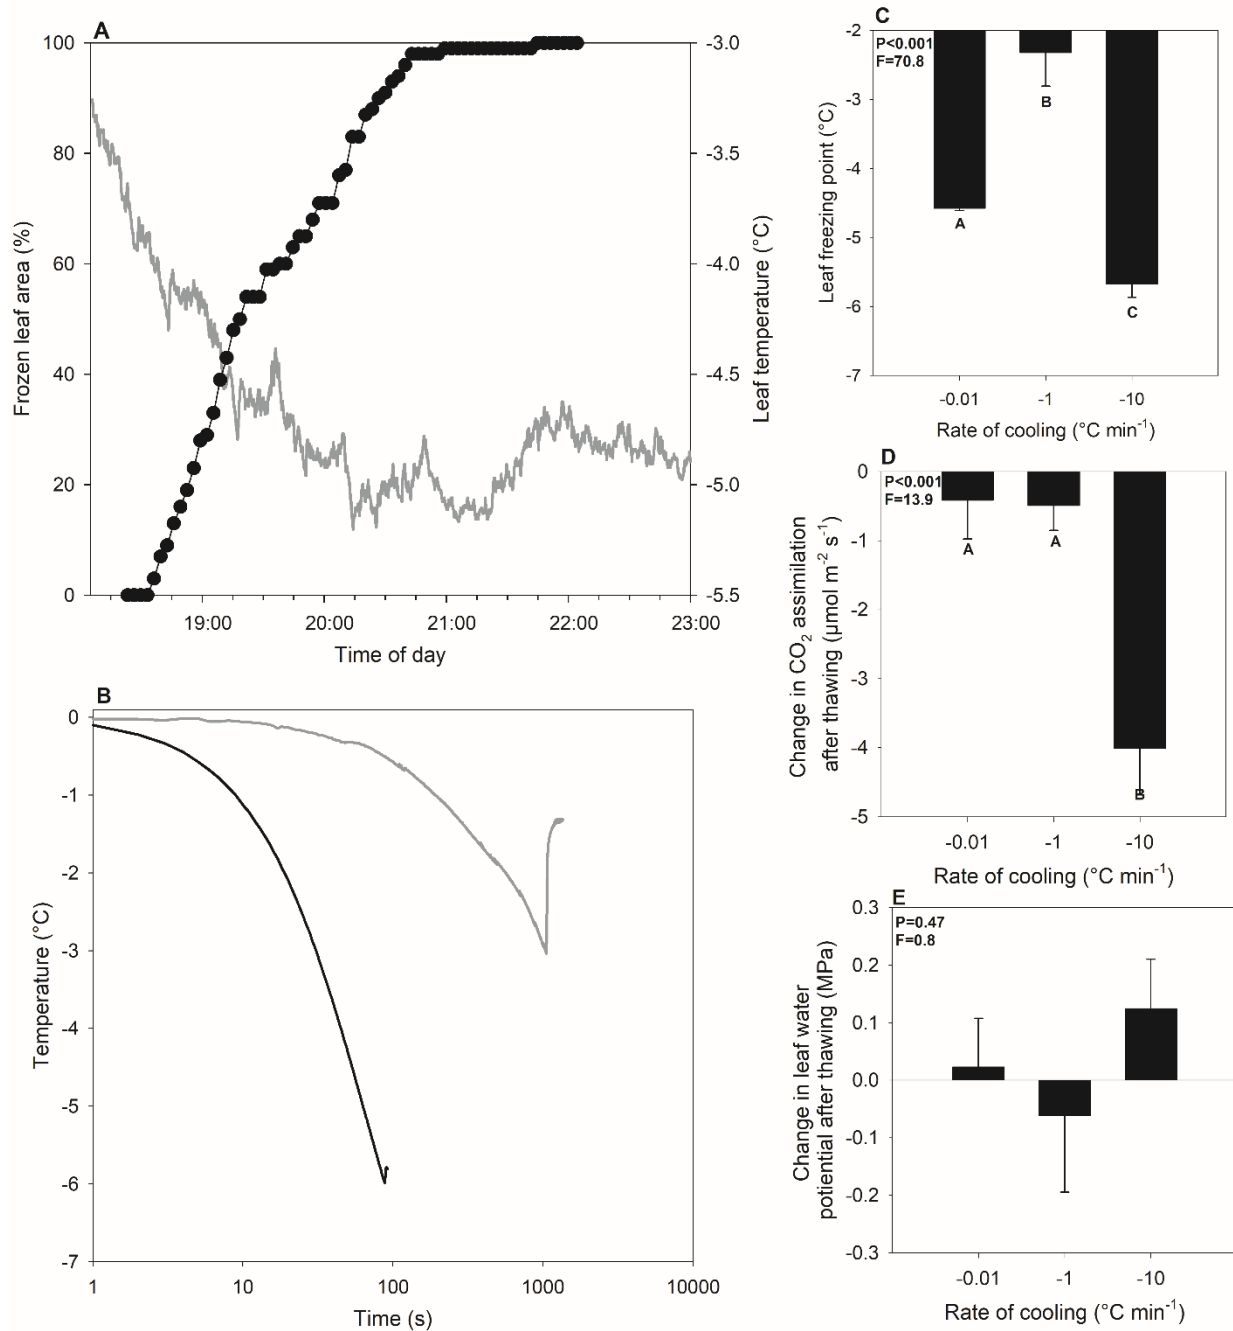 A
100
80
60
40
20
0
Frozen leaf area (%)
-3.0
-3.5
-4.0
-4.5
-5.0
-5.5
Leaf temperature (°C)
19:00 20:00 21:00 22:00 23:00
Time of day
B
0
-1
-2
-3
-4
-5
-6
-7
Temperature (°C)
1 10 100 1000 10000
Time (s)
C
P<0.001
F=70.8
-2
-3
-4
-5
-6
-7
Leaf freezing point (°C)
A
B
C
-0.01 -1 -10
Rate of cooling (°C min⁻¹)
D
P<0.001
F=13.9
0
-1
-2
-3
-4
-5
Change in CO₂ assimilation
after thawing (µmol m⁻² s⁻¹)
A
A
B
-0.01 -1 -10
Rate of cooling (°C min⁻¹)
E
P=0.47
F=0.8
0.3
0.2
0.1
0.0
-0.1
-0.2
-0.3
Change in leaf water
potiential after thawing (MPa)
-0.01 -1 -10
Rate of cooling (°C min⁻¹)